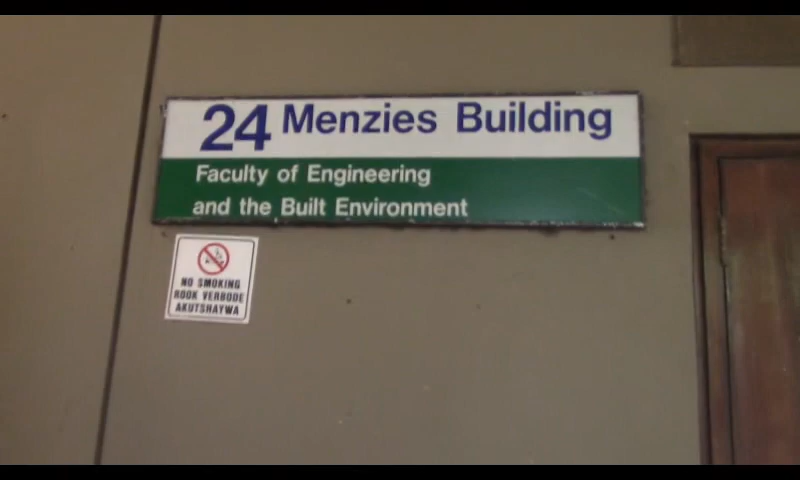 24 Menzies Building
Faculty of Engineering
and the Built Environment
NO SMOKING
ROOK VERBODE
AKUTSHAYWA